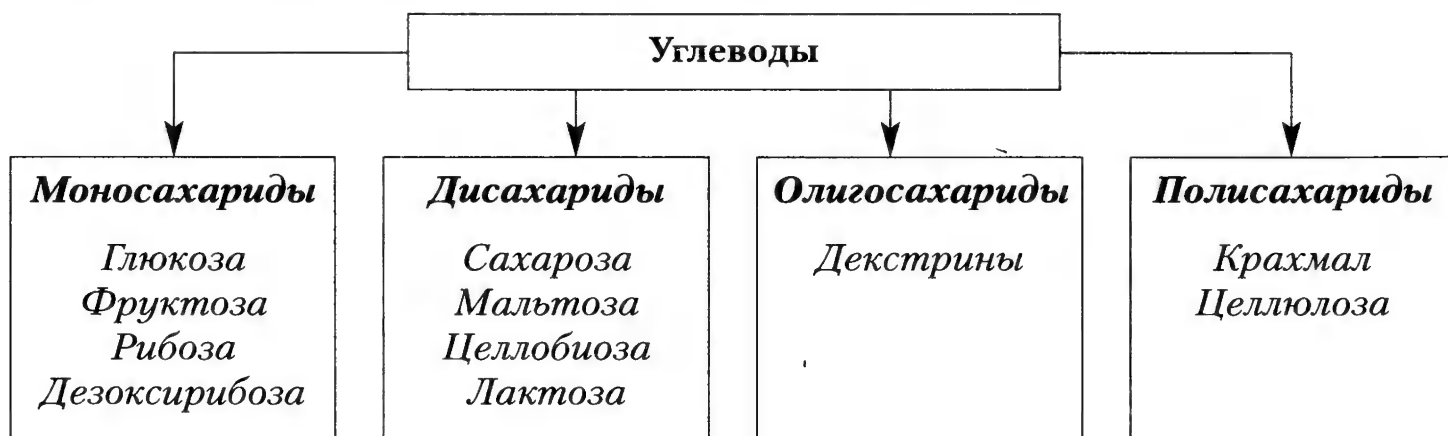 Углеводы
Моносахариды
Глюкоза
Фруктоза
Рибоза
Дезоксирибоза
Дисахариды
Сахароза
Мальтоза
Целлобиоза
Лактоза
Олигосахариды
Декстрины
Полисахариды
Крахмал
Целлюлоза